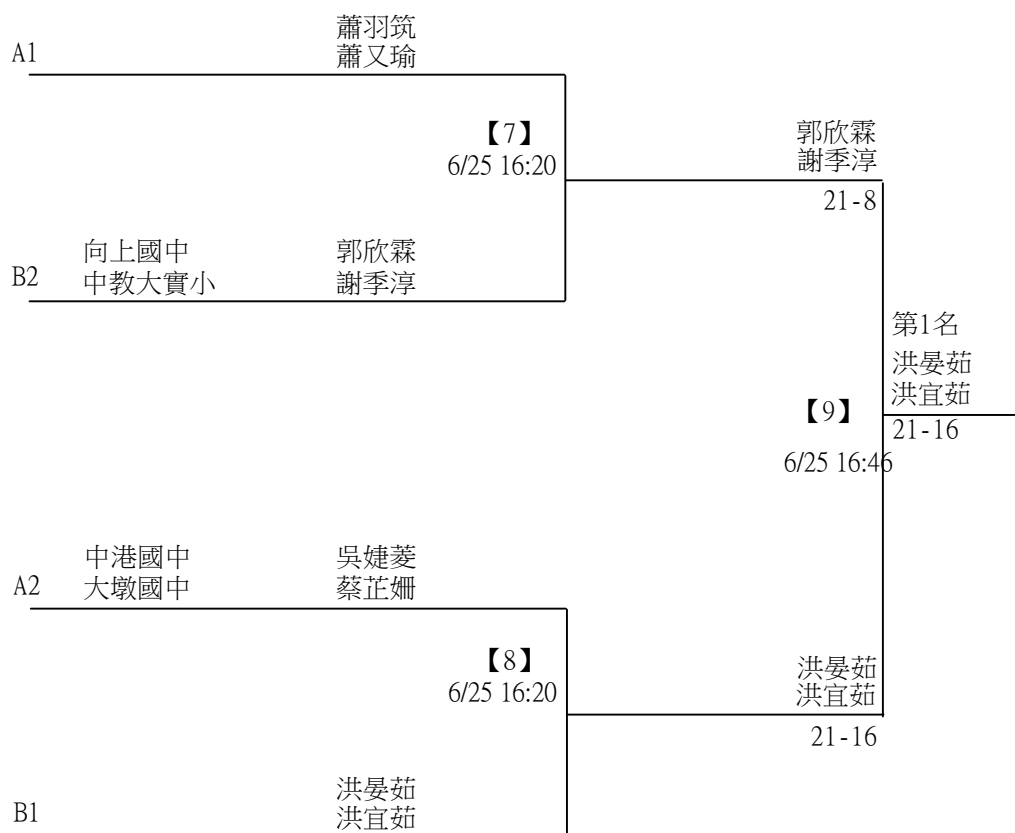 蕭羽筑
A1 蕭又瑜
【7】
6/25 16:20
郭欣霖
謝季淳
21-8
向上國中 郭欣霖
B2 中教大實小 謝季淳
第1名
洪晏茹
洪宜茹
【9】
21-16
6/25 16:46
中港國中 吳婕菱
A2 大墩國中 蔡芷姍
【8】
6/25 16:20
洪晏茹
洪宜茹
21-16
洪晏茹
B1 洪宜茹